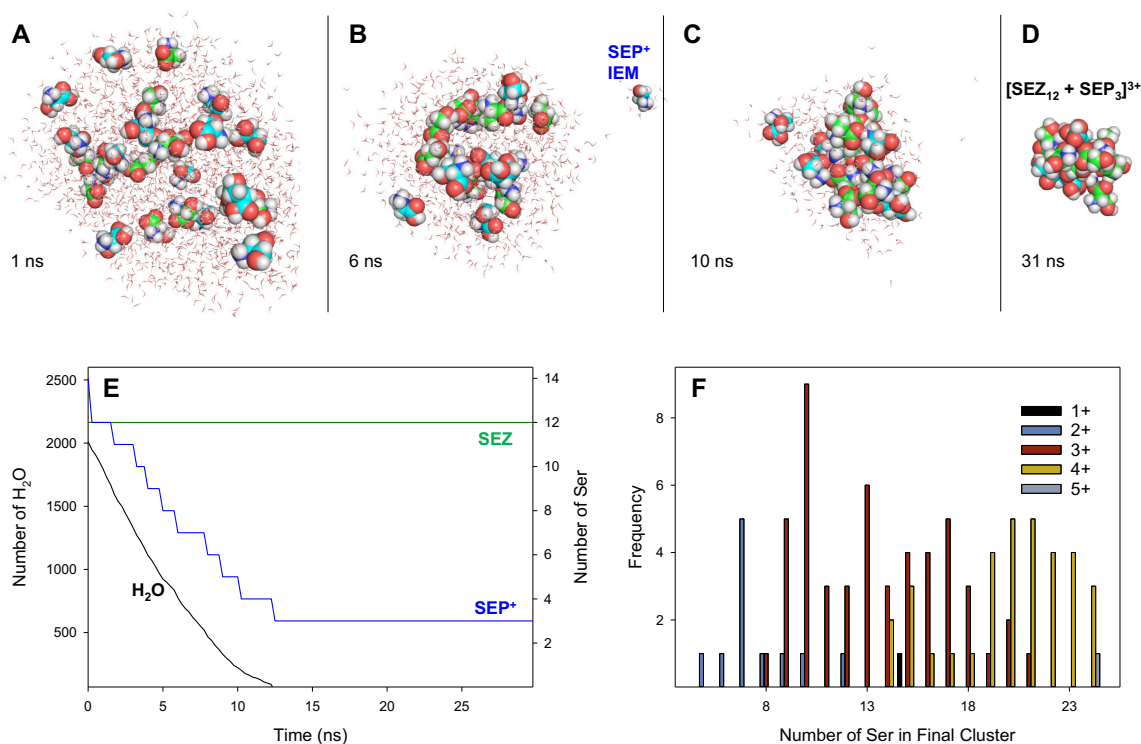 A
1 ns
B
SEP⁺
IEM
6 ns
C
10 ns
D
[SEZ₁₂ + SEP₃]³⁺
31 ns
E
Number of H₂O
2500
2000
1500
1000
500
14
12
10
8
6
4
2
Number of Ser
SEZ
H₂O
SEP⁺
0 5 10 15 20 25
Time (ns)
F
Frequency
8
6
4
2
1+
2+
3+
4+
5+
8 13 18 23
Number of Ser in Final Cluster